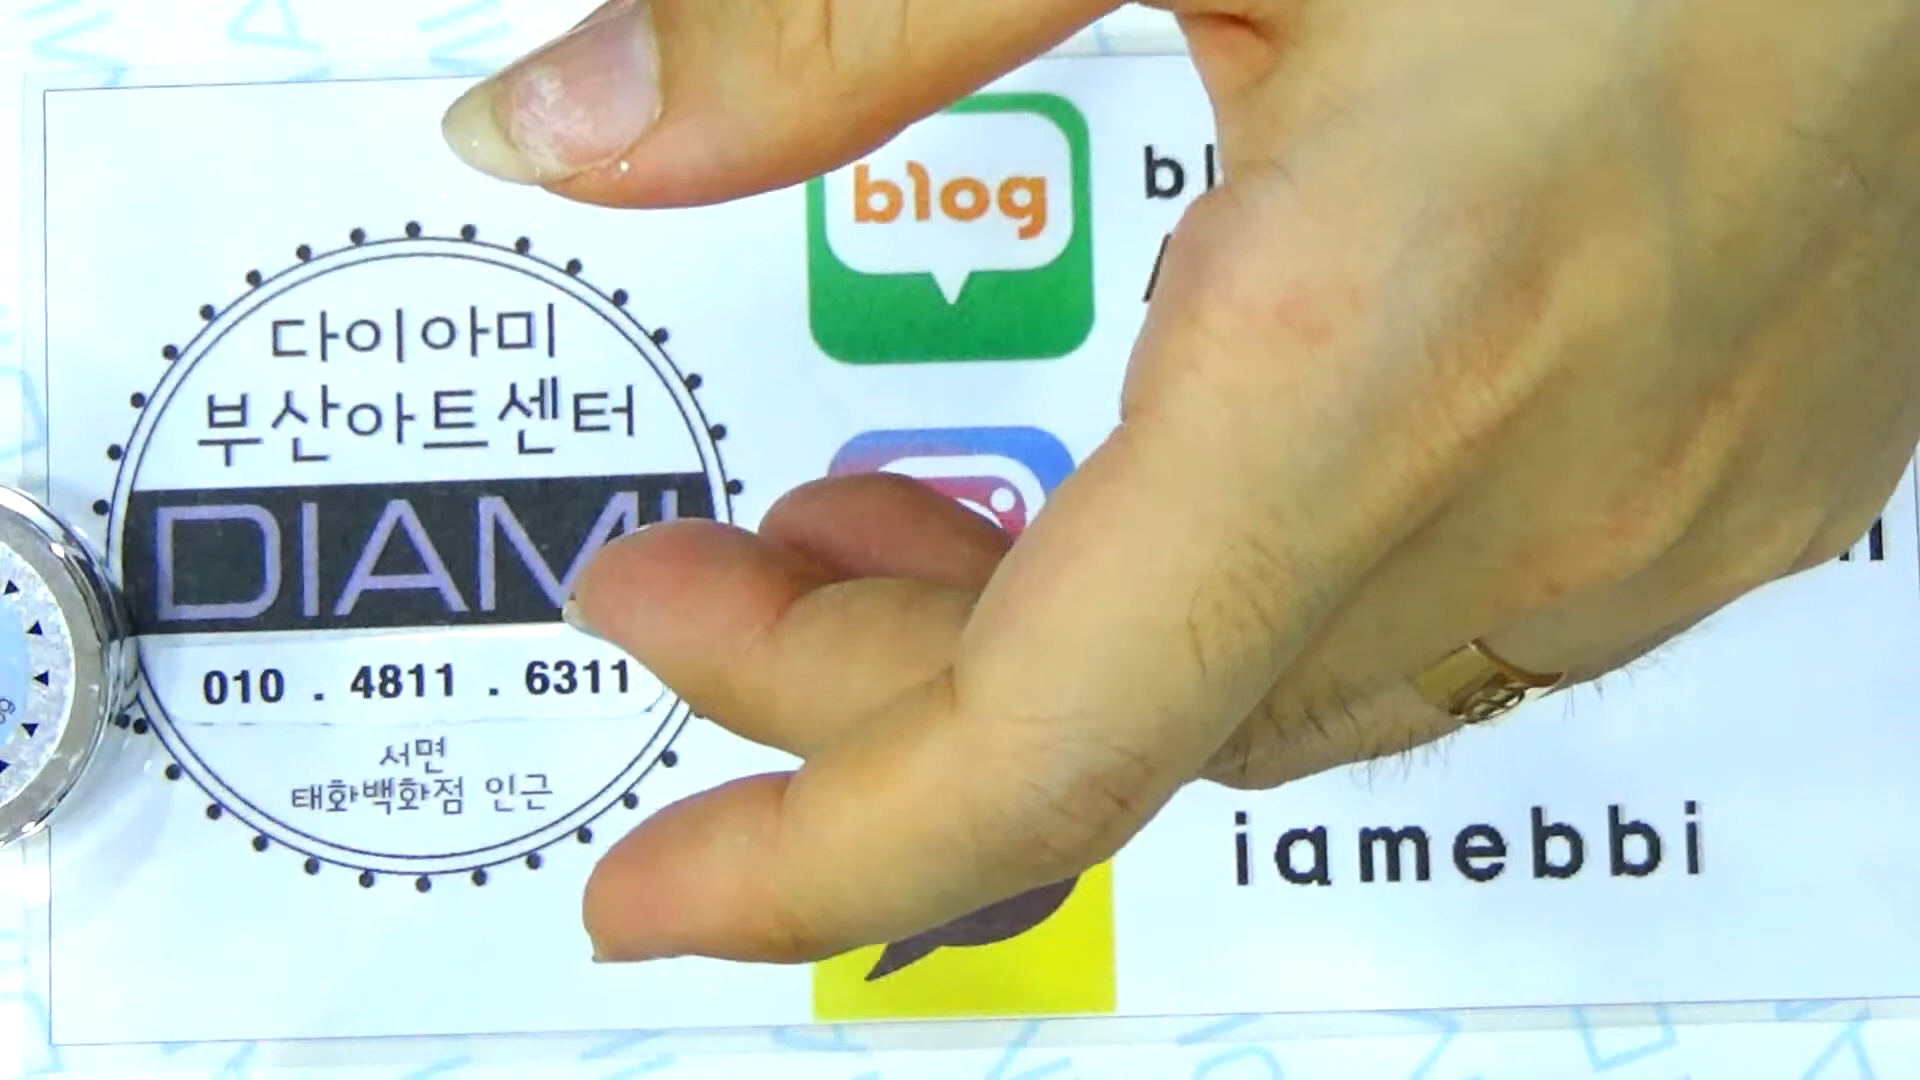 다이아미
부산아트센터
DIAMI
010 . 4811 . 6311
서면
태화백화점 인근
blog
iamebbi